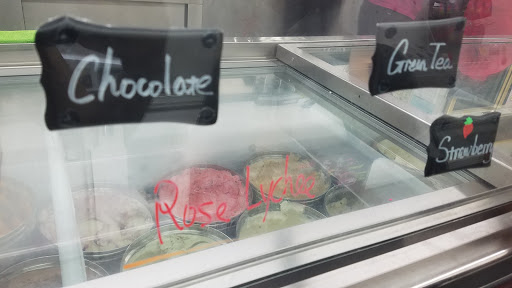 Chocolate
Green Tea
Strawberry
Rose Lychee